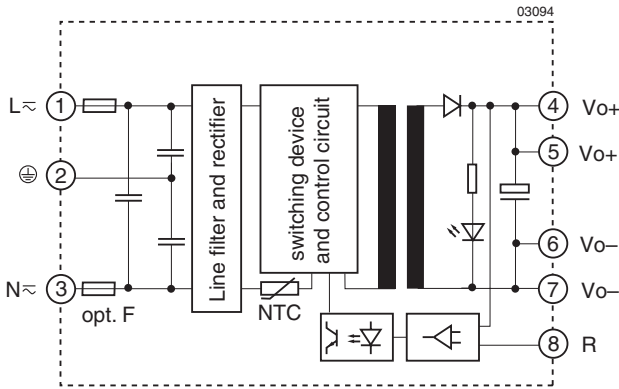 03094
L≂ 1
4 Vo+
5 Vo+
2
Line filter and rectifier
switching device
and control circuit
6 Vo–
N≂ 3
7 Vo–
opt. F
NTC
8 R